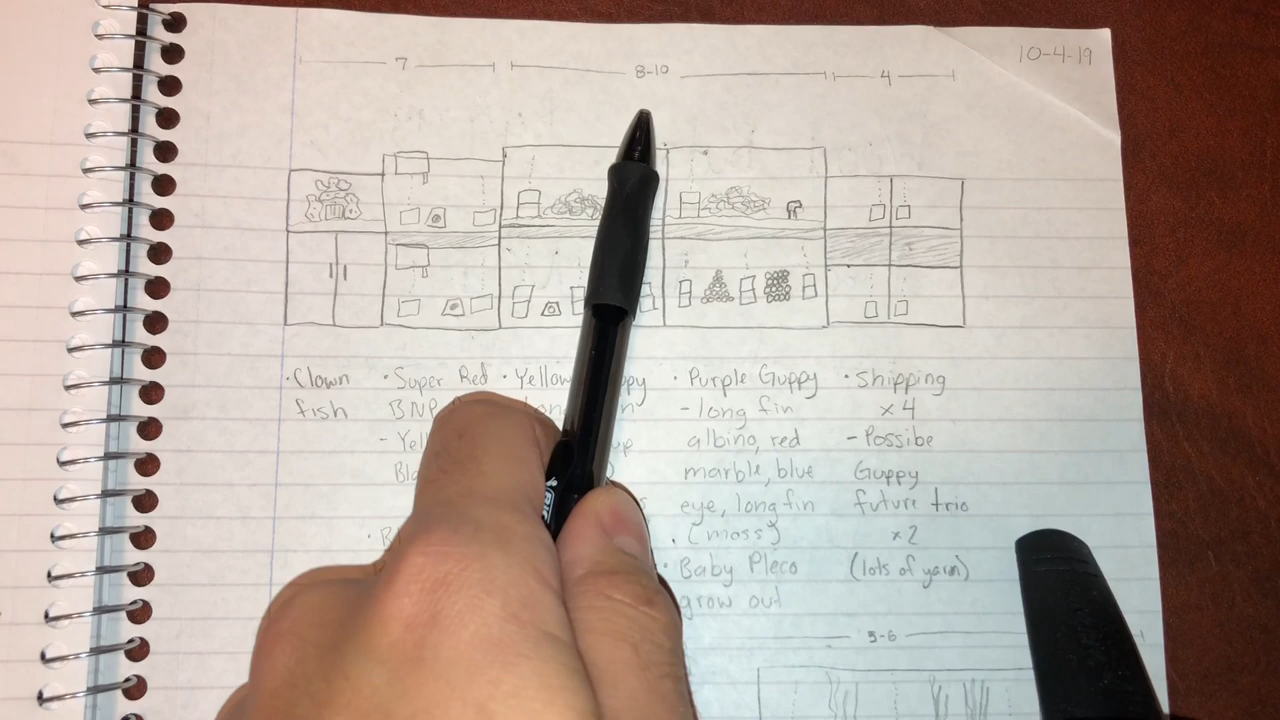 10-4-19
7
8-10
4
·Clown
fish
·Super Red
BNP
·Yellow
·Purple Guppy
-long fin
albino, red
marble, blue
eye, long fin
(moss)
·Baby Pleco
grow out
·Shipping
x4
-Possibe
Guppy
future trio
x2
(lots of yarn)
5-6